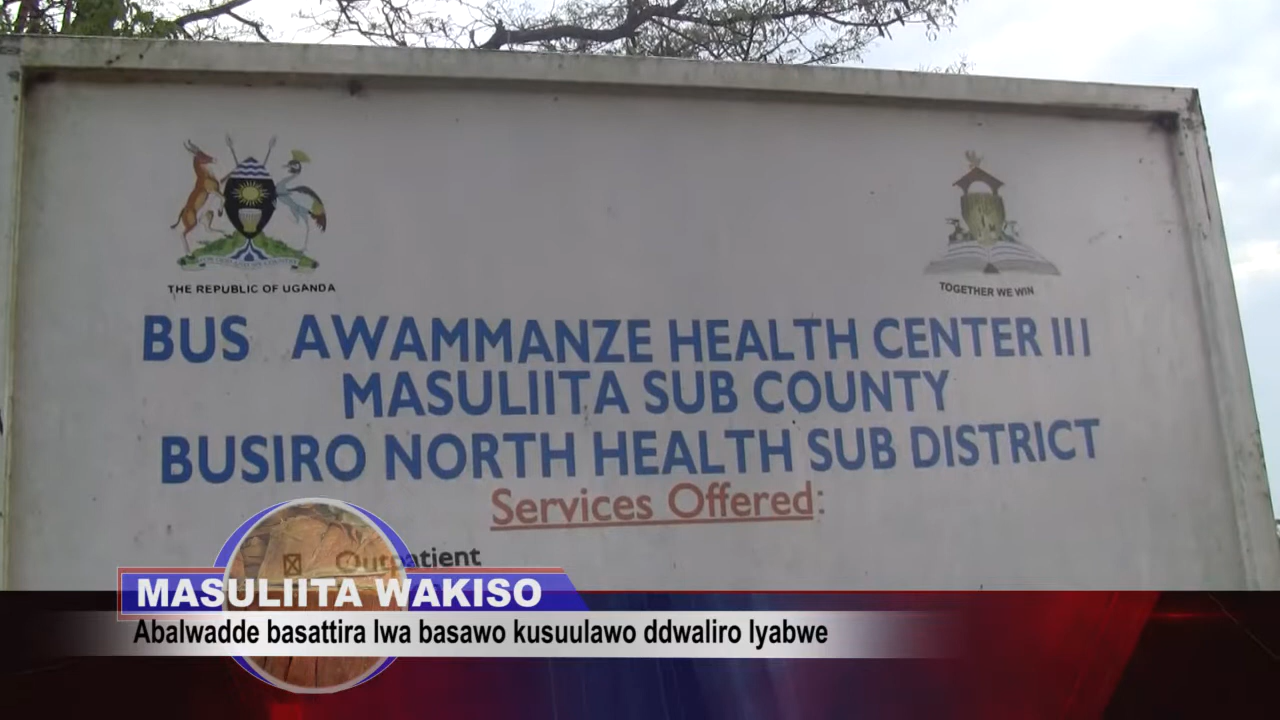 THE REPUBLIC OF UGANDA
TOGETHER WE WIN
BUS AWAMMANZE HEALTH CENTER III
MASULIITA SUB COUNTY
BUSIRO NORTH HEALTH SUB DISTRICT
Services Offered:
Outpatient
MASULIITA WAKISO
Abalwadde basattira lwa basawo kusuulawo ddwaliro lyabwe